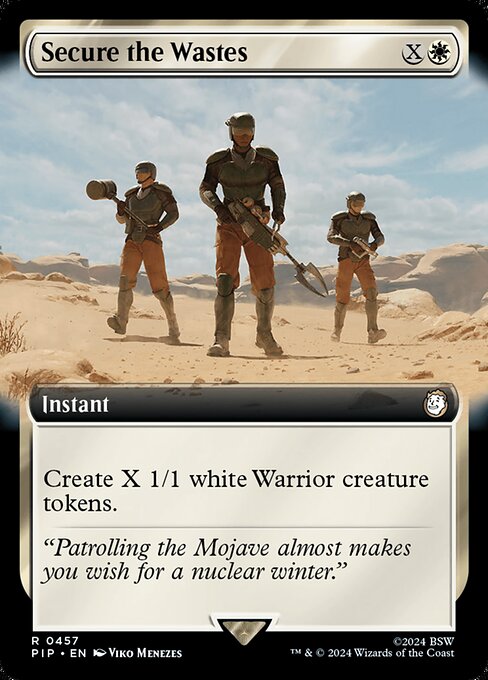 Secure the Wastes X
Instant
Create X 1/1 white Warrior creature
tokens.
“Patrolling the Mojave almost makes
you wish for a nuclear winter.”
R 0457 ©2024 BSW
PIP • EN Viko Menezes ™ & © 2024 Wizards of the Coast